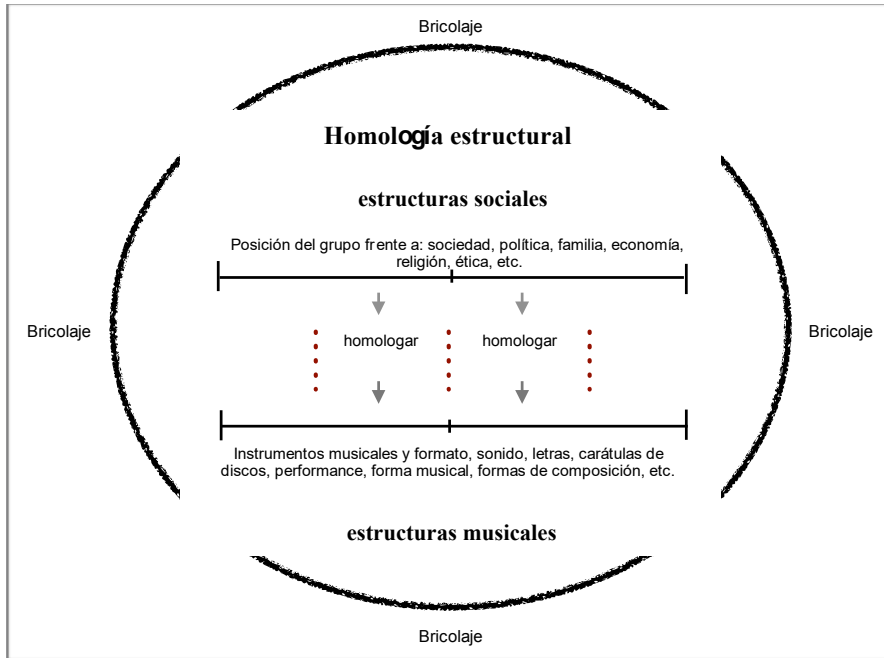 Bricolaje
Homología estructural
estructuras sociales
Posición del grupo frente a: sociedad, política, familia, economía,
religión, ética, etc.
homologar
homologar
Bricolaje
Bricolaje
Instrumentos musicales y formato, sonido, letras, carátulas de
discos, performance, forma musical, formas de composición, etc.
estructuras musicales
Bricolaje